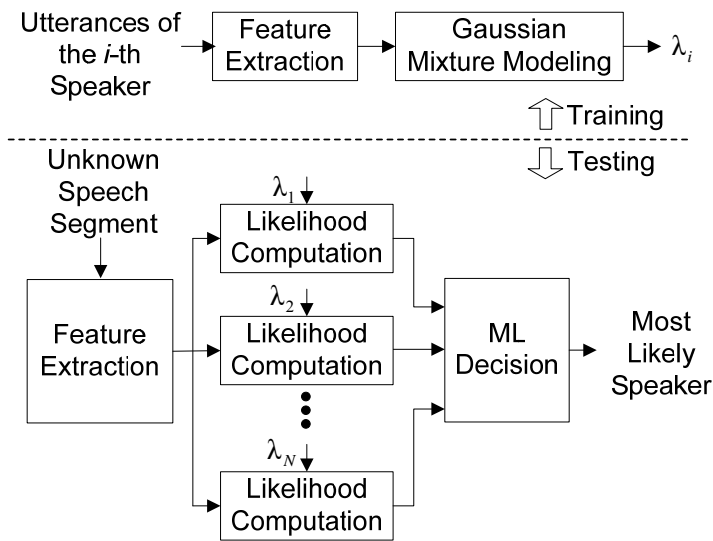 Utterances of
the i-th
Speaker
Feature
Extraction
Gaussian
Mixture Modeling
λi
Training
Testing
Unknown
Speech
Segment
Feature
Extraction
λ1
Likelihood
Computation
λ2
Likelihood
Computation
λN
Likelihood
Computation
ML
Decision
Most
Likely
Speaker